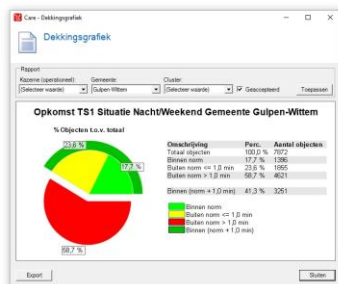 Care - Dekkingsgrafiek
Dekkingsgrafiek
Rapport
Kazerne (operationeel): Gemeente: Cluster:
(Selecteer waarde) Gulpen-Wittem (Selecteer waarde) Geaccepteerd Toepassen
Opkomst TS1 Situatie Nacht/Weekend Gemeente Gulpen-Wittem
% Objecten t.o.v. totaal
23,6 %
17,7 %
58,7 %
Omschrijving Perc. Aantal objecten
Totaal objecten 100,0 % 7872
Binnen norm 17,7 % 1396
Buiten norm <= 1,0 min 23,6 % 1855
Buiten norm > 1,0 min 58,7 % 4621
Binnen (norm + 1,0 min) 41,3 % 3251
Binnen norm
Buiten norm <= 1,0 min
Buiten norm > 1,0 min
Binnen (norm + 1,0 min)
Export Sluiten